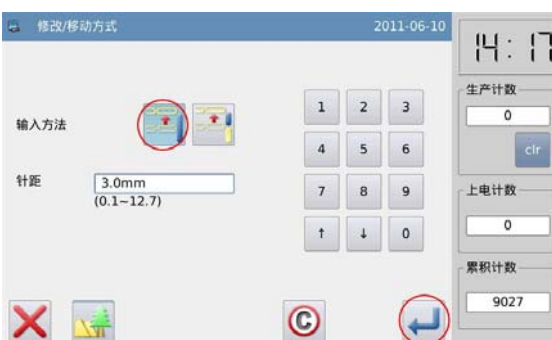 修改/移动方式
2011-06-10
14:17
输入方法
针距
3.0mm
(0.1~12.7)
1 2 3
4 5 6
7 8 9
↑ ↓ 0
C
生产计数
0
clr
上电计数
0
累积计数
9027